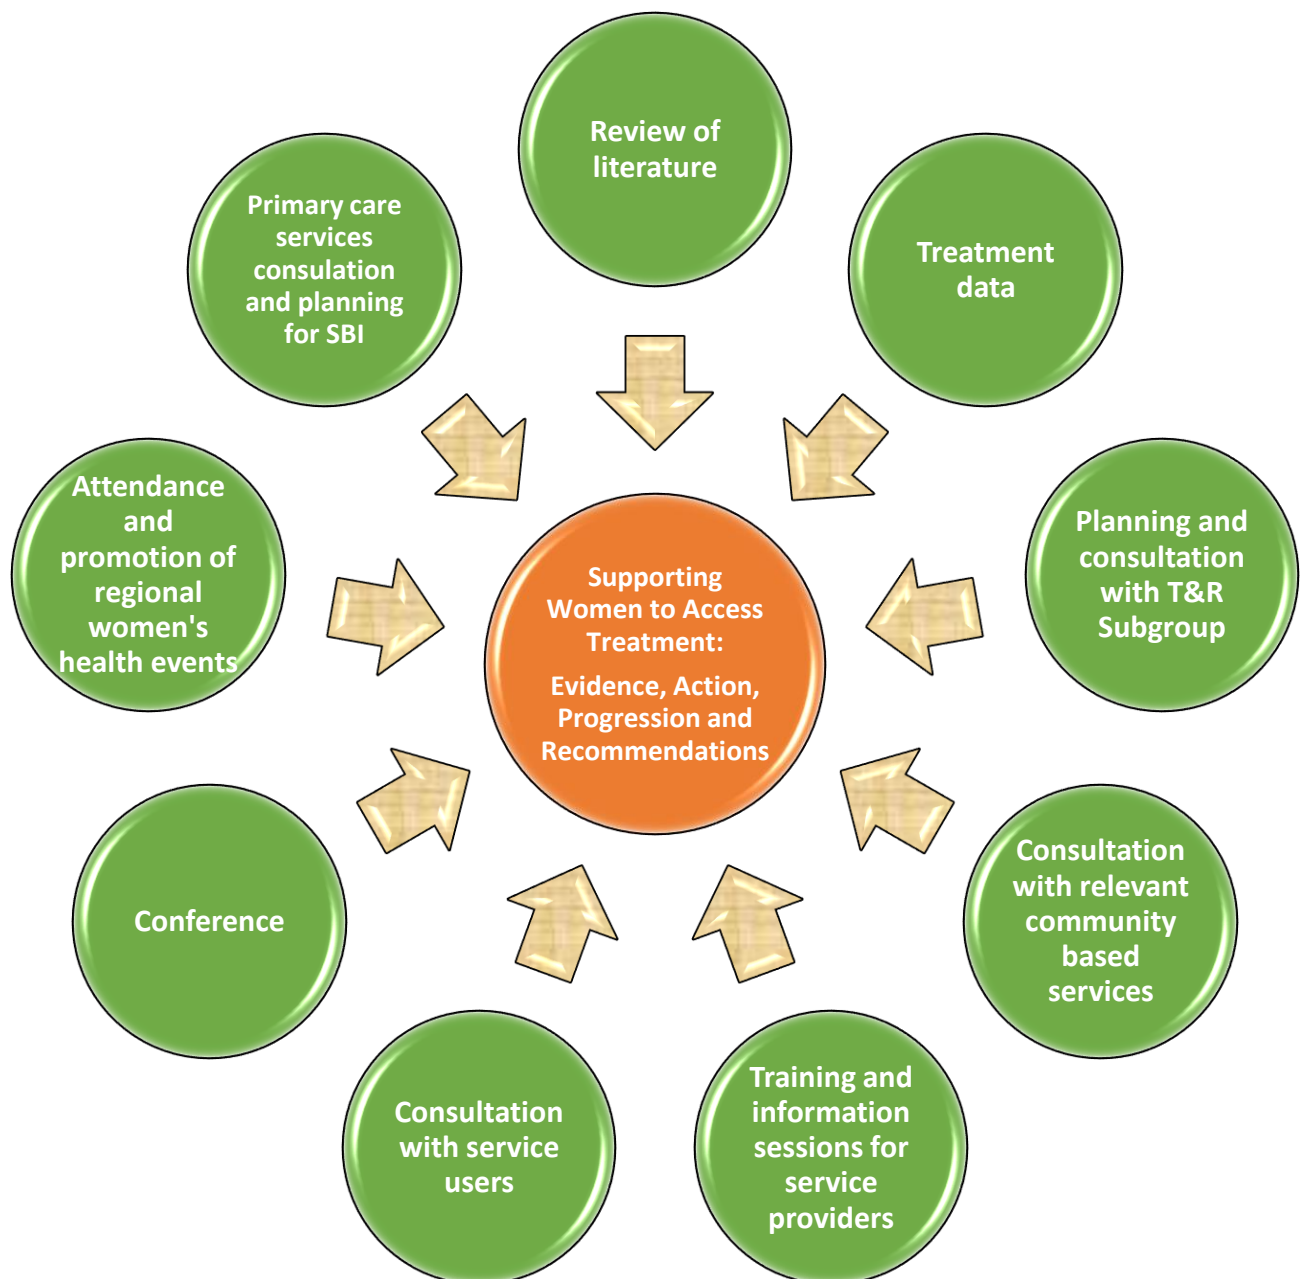 Review of
literature
Treatment
data
Planning and
consultation
with T&R
Subgroup
Consultation
with relevant
community
based
services
Training and
information
sessions for
service
providers
Consultation
with service
users
Conference
Attendance
and
promotion of
regional
women's
health events
Primary care
services
consulation
and planning
for SBI
Supporting
Women to Access
Treatment:
Evidence, Action,
Progression and
Recommendations